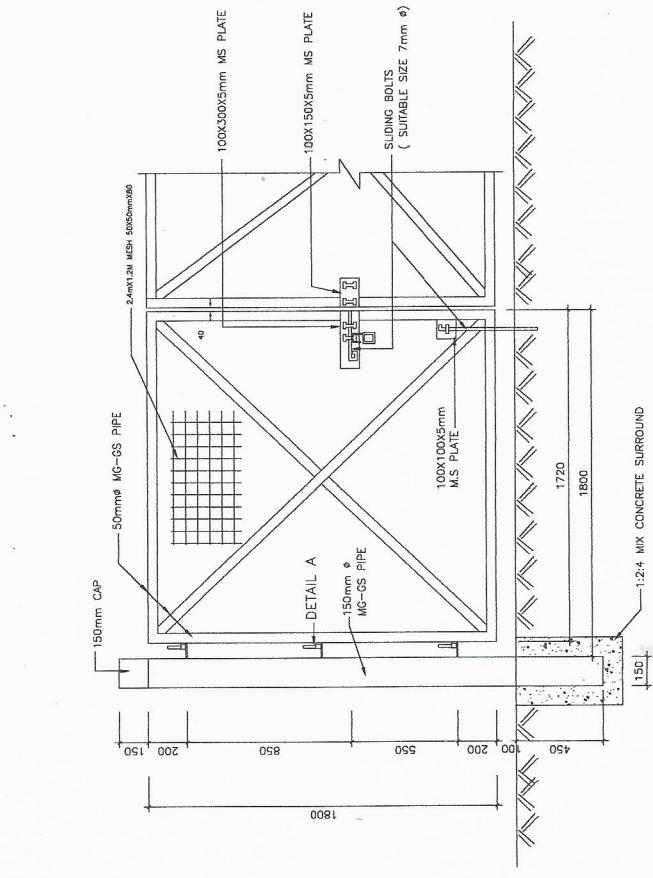 100X300X5mm MS PLATE
100X150X5mm MS PLATE
SLIDING BOLTS
( SUITABLE SIZE 7mm Ø)
2.4mX1.2M MESH 50X50mmX8G
50mmø MG-GS PIPE
150mm CAP
40
DETAIL A
150mm ø
MG-GS PIPE
100X100X5mm
M.S PLATE
1720
1800
1:2:4 MIX CONCRETE SURROUND
150
150
200
850
550
200
100
450
1800